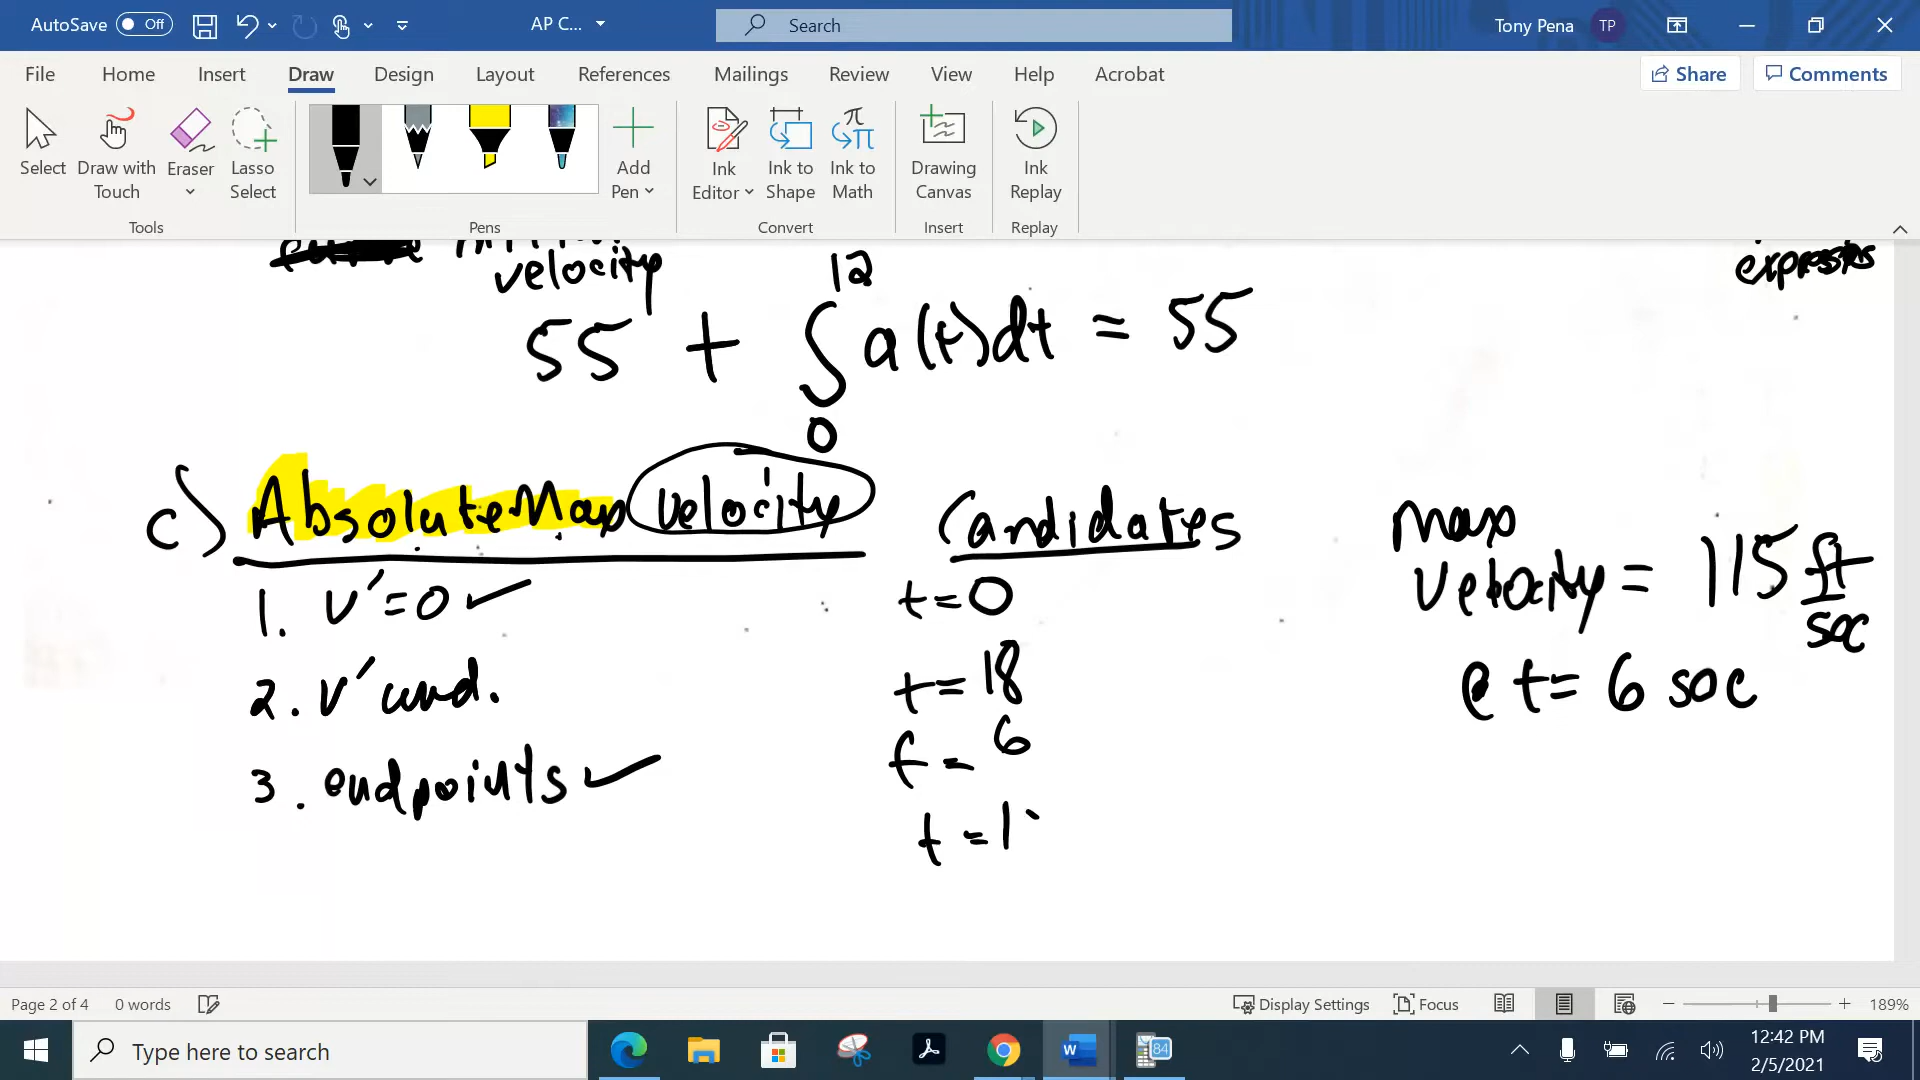 AutoSave Off AP C... Search Tony Pena TP
File Home Insert Draw Design Layout References Mailings Review View Help Acrobat Share Comments
Select Draw with Touch Eraser Lasso Select Add Pen Ink Editor Ink to Shape Ink to Math Drawing Canvas Ink Replay
Tools Pens Convert Insert Replay
velocity
55 + ∫₀¹² a(t)dt = 55
c) Absolute Max velocity Candidates
1. v'=0 ✓ t=0
2. v' und. t=18
3. endpoints ✓ t=6
t=1
max
velocity = 115 ft/sec
@ t= 6 sec
Page 2 of 4 0 words Display Settings Focus 189%
Type here to search 84 12:42 PM
2/5/2021